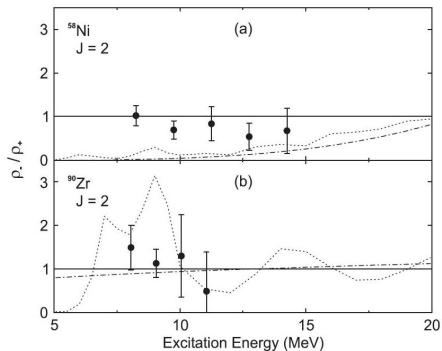 3
2
1
0
⁵⁸Ni
J = 2
(a)
ρ₋ / ρ₊
3
2
1
0
⁹⁰Zr
J = 2
(b)
5 10 15 20
Excitation Energy (MeV)